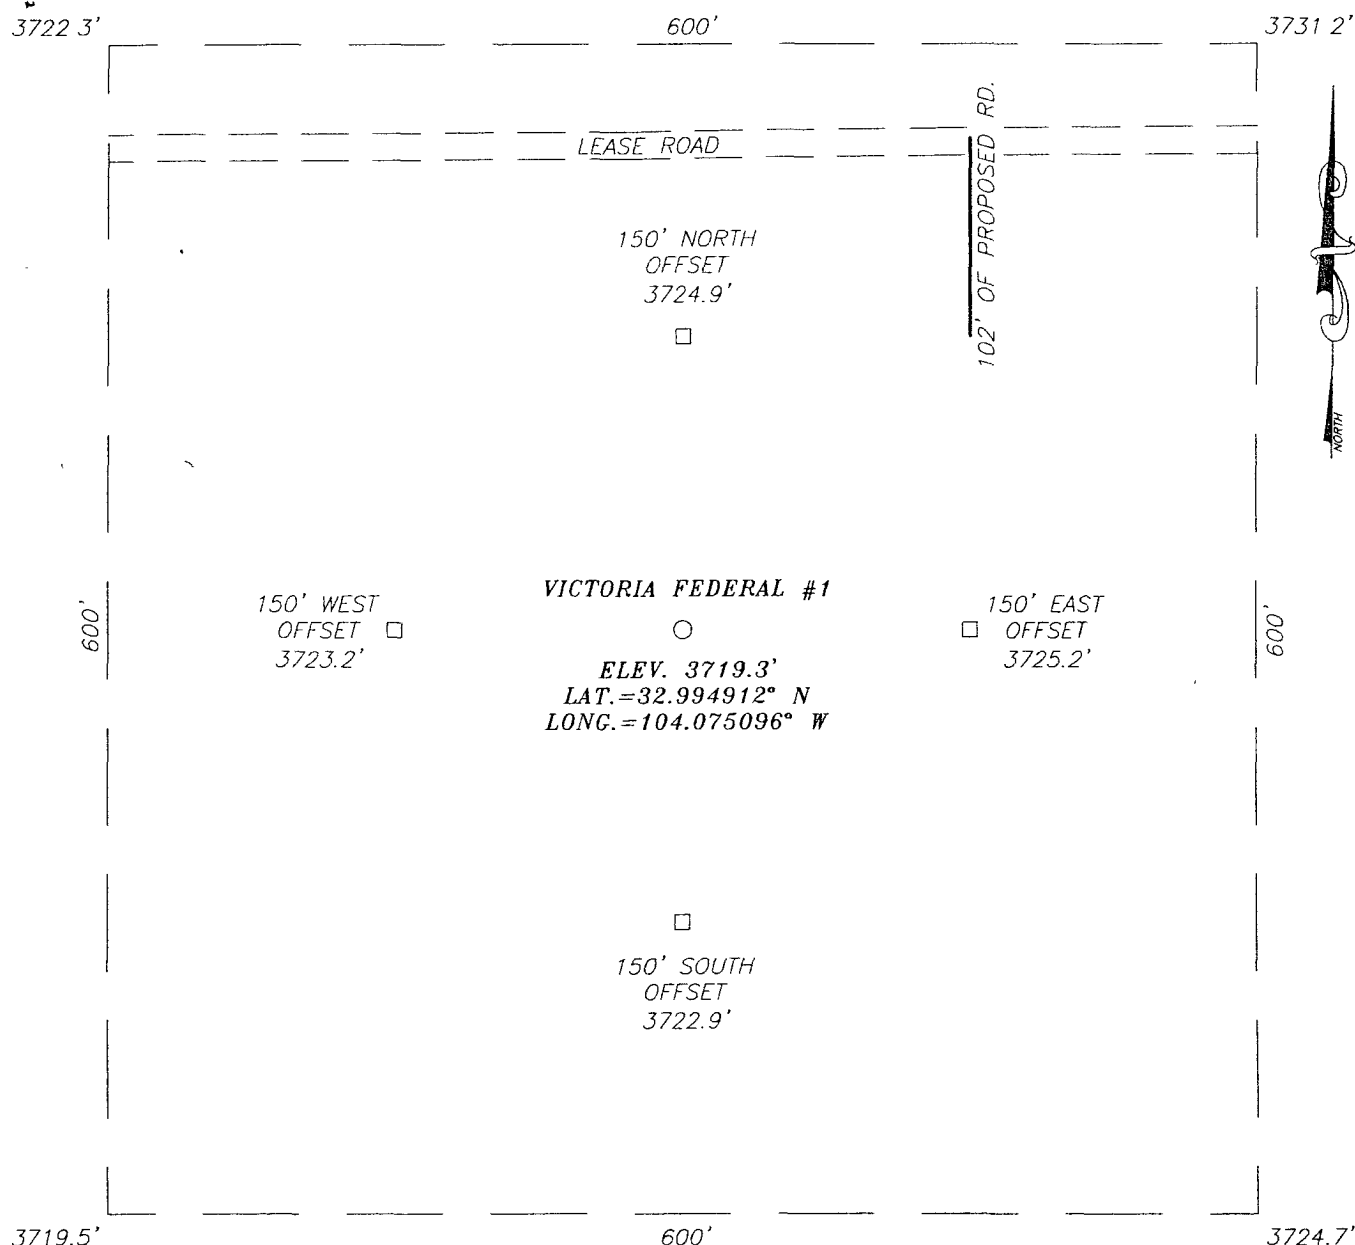 3722 3'
600'
3731 2'
LEASE ROAD
102' OF PROPOSED RD.
150' NORTH
OFFSET
3724.9'
NORTH
VICTORIA FEDERAL #1
150' WEST
OFFSET
3723.2'
150' EAST
OFFSET
3725.2'
600'
600'
ELEV. 3719.3'
LAT.=32.994912° N
LONG.=104.075096° W
150' SOUTH
OFFSET
3722.9'
3719.5'
600'
3724.7'